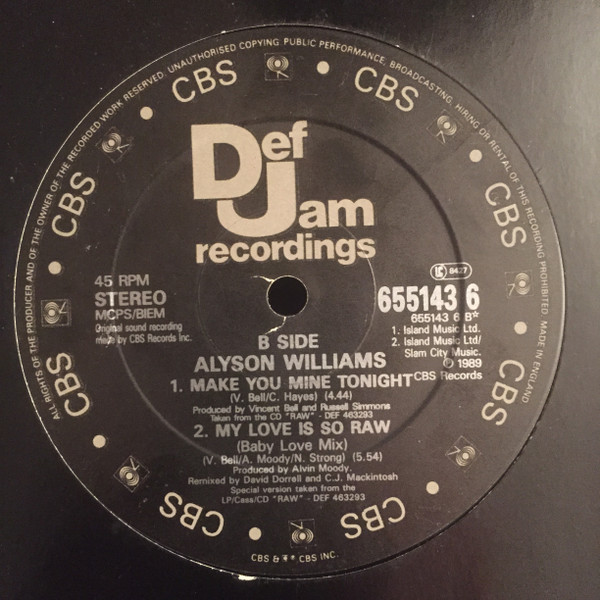 ALL RIGHTS OF THE PRODUCER AND OF THE OWNER OF THE RECORDED WORK RESERVED. UNAUTHORISED COPYING PUBLIC PERFORMANCE, BROADCASTING, HIRING OR RENTAL OF THIS RECORDING PROHIBITED. MADE IN ENGLAND
CBS
CBS
CBS
CBS
CBS
CBS
CBS
CBS
Def
Jam
recordings
45 RPM
STEREO
MCPS/BIEM
Original sound recording
made by CBS Records Inc.
LC 8427
655143 6
655143 6 B*
1. Island Music Ltd.
2. Island Music Ltd/
Slam City Music.
℗ 1989
CBS Records
B SIDE
ALYSON WILLIAMS
1. MAKE YOU MINE TONIGHT
(V. Bell/C. Hayes) (4.44)
Produced by Vincent Bell and Russell Simmons
Taken from the CD "RAW" - DEF 463293
2. MY LOVE IS SO RAW
(Baby Love Mix)
(V. Bell/A. Moody/N. Strong) (5.54)
Produced by Alvin Moody.
Remixed by David Dorrell and C.J. Mackintosh
Special version taken from the
LP/Cass/CD "RAW" - DEF 463293
CBS & CBS INC.